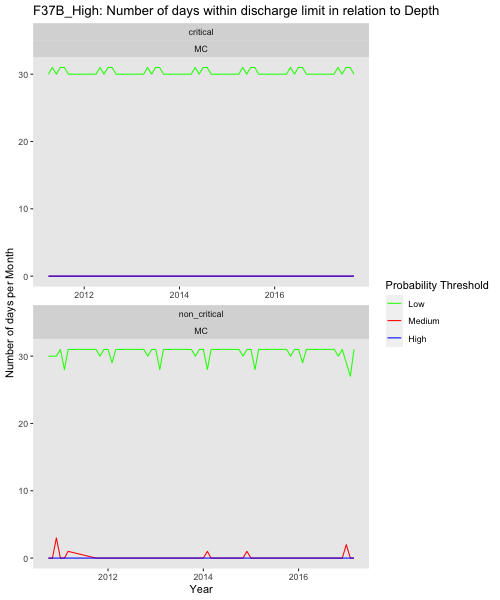 F37B_High: Number of days within discharge limit in relation to Depth
critical
MC
30
20
10
0
2012 2014 2016
non_critical
MC
30
20
10
0
2012 2014 2016
Year
Number of days per Month
Probability Threshold
Low
Medium
High